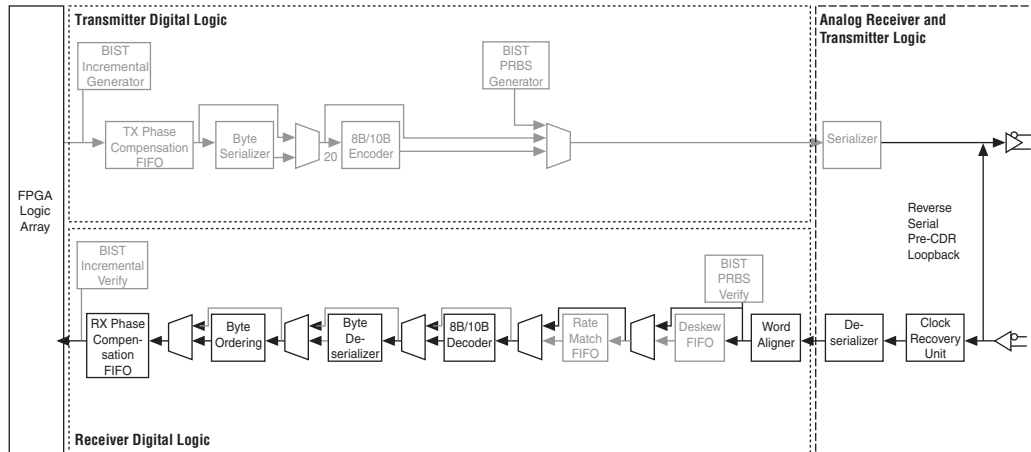 Transmitter Digital Logic
Analog Receiver and
Transmitter Logic
BIST
Incremental
Generator
BIST
PRBS
Generator
TX Phase
Compensation
FIFO
Byte
Serializer
20
8B/10B
Encoder
Serializer
FPGA
Logic
Array
Reverse
Serial
Pre-CDR
Loopback
BIST
Incremental
Verify
BIST
PRBS
Verify
RX Phase
Compen-
sation
FIFO
Byte
Ordering
Byte
De-
serializer
8B/10B
Decoder
Rate
Match
FIFO
Deskew
FIFO
Word
Aligner
De-
serializer
Clock
Recovery
Unit
Receiver Digital Logic